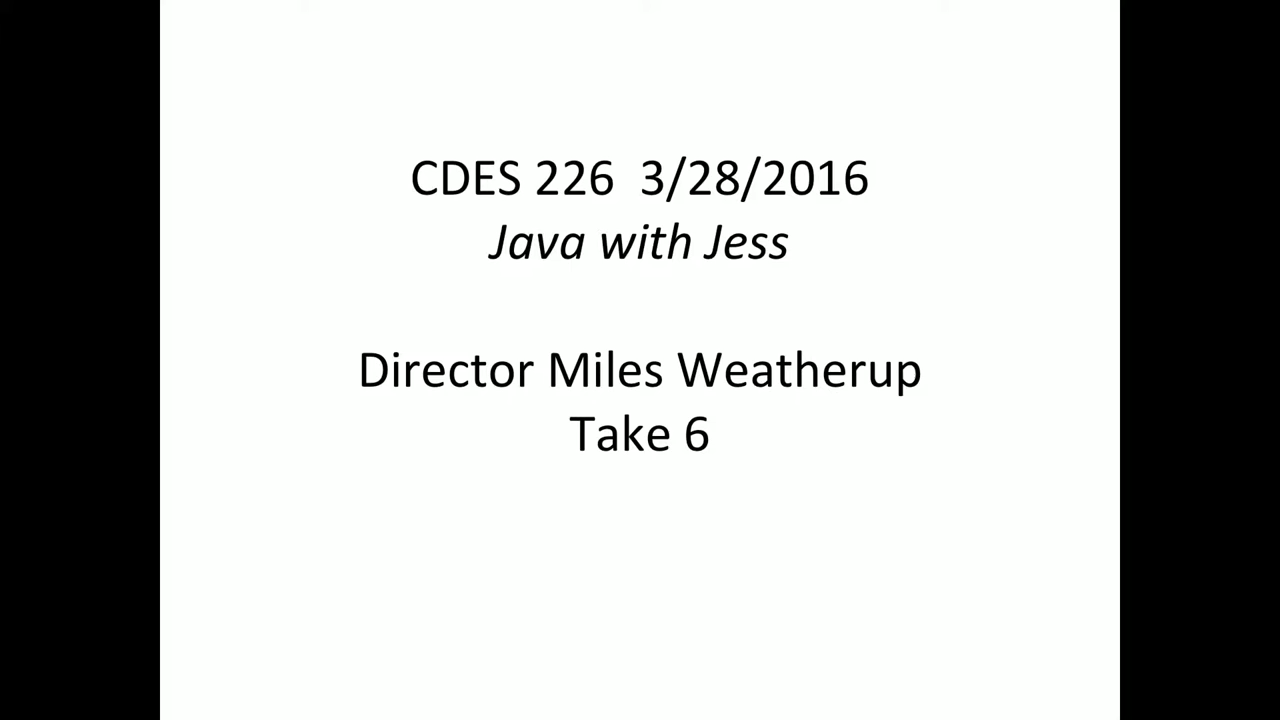 CDES 226  3/28/2016
Java with Jess
Director Miles Weatherup
Take 6